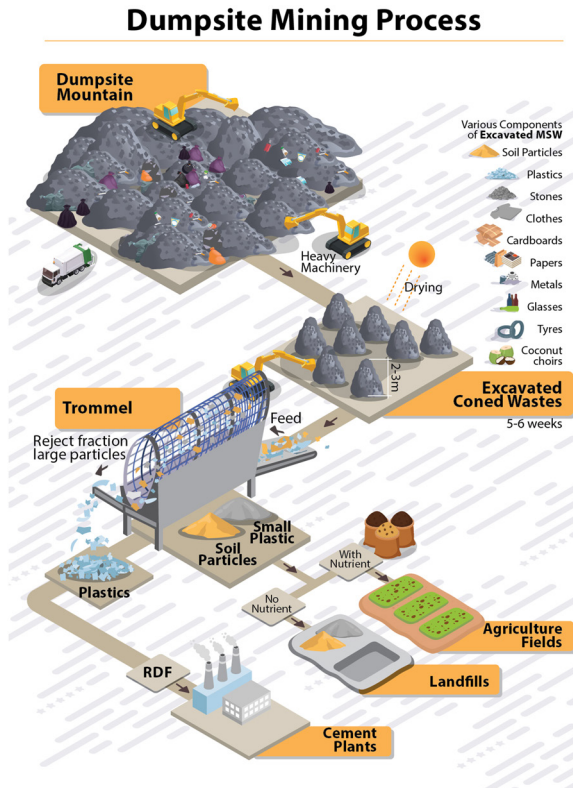 Dumpsite Mining Process
Dumpsite
Mountain
Various Components
of Excavated MSW
Soil Particles
Plastics
Stones
Clothes
Cardboards
Papers
Metals
Glasses
Tyres
Coconut
choirs
Heavy
Machinery
Drying
2-3m
Excavated
Coned Wastes
5-6 weeks
Trommel
Feed
Reject fraction
large particles
Small
Plastic
Soil
Particles
Plastics
With
Nutrient
No
Nutrient
Agriculture
Fields
Landfills
RDF
Cement
Plants